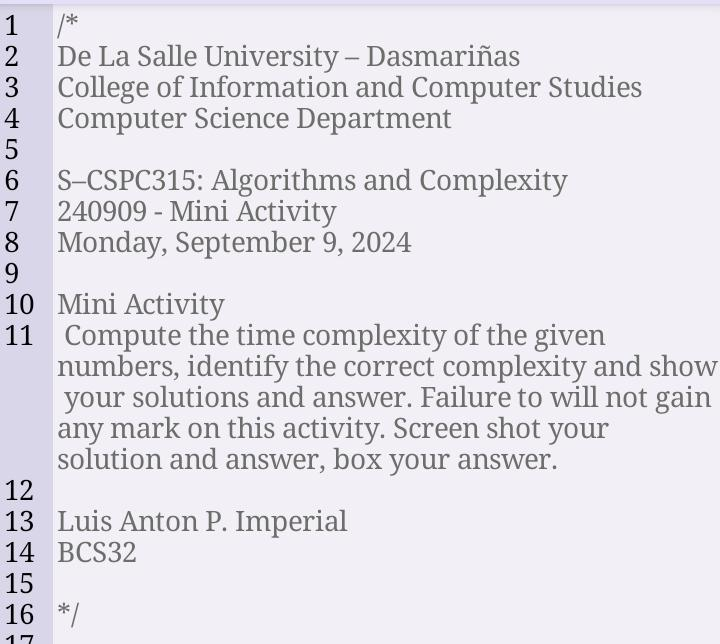 1 /*
2 De La Salle University – Dasmariñas
3 College of Information and Computer Studies
4 Computer Science Department
5
6 S–CSPC315: Algorithms and Complexity
7 240909 - Mini Activity
8 Monday, September 9, 2024
9
10 Mini Activity
11 Compute the time complexity of the given
numbers, identify the correct complexity and show
your solutions and answer. Failure to will not gain
any mark on this activity. Screen shot your
solution and answer, box your answer.
12
13 Luis Anton P. Imperial
14 BCS32
15
16 */
17